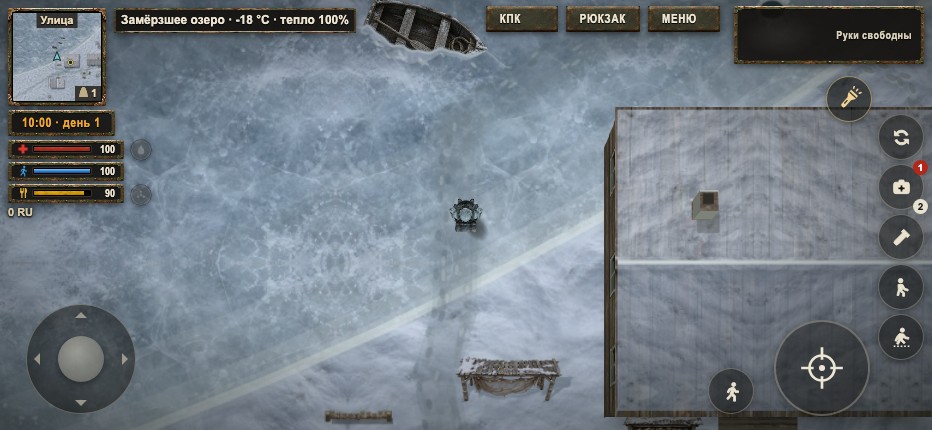 Улица
1
Замёрзшее озеро · -18 °C · тепло 100%
КПК
РЮКЗАК
МЕНЮ
Руки свободны
10:00 · день 1
100
100
90
0 RU
1
2